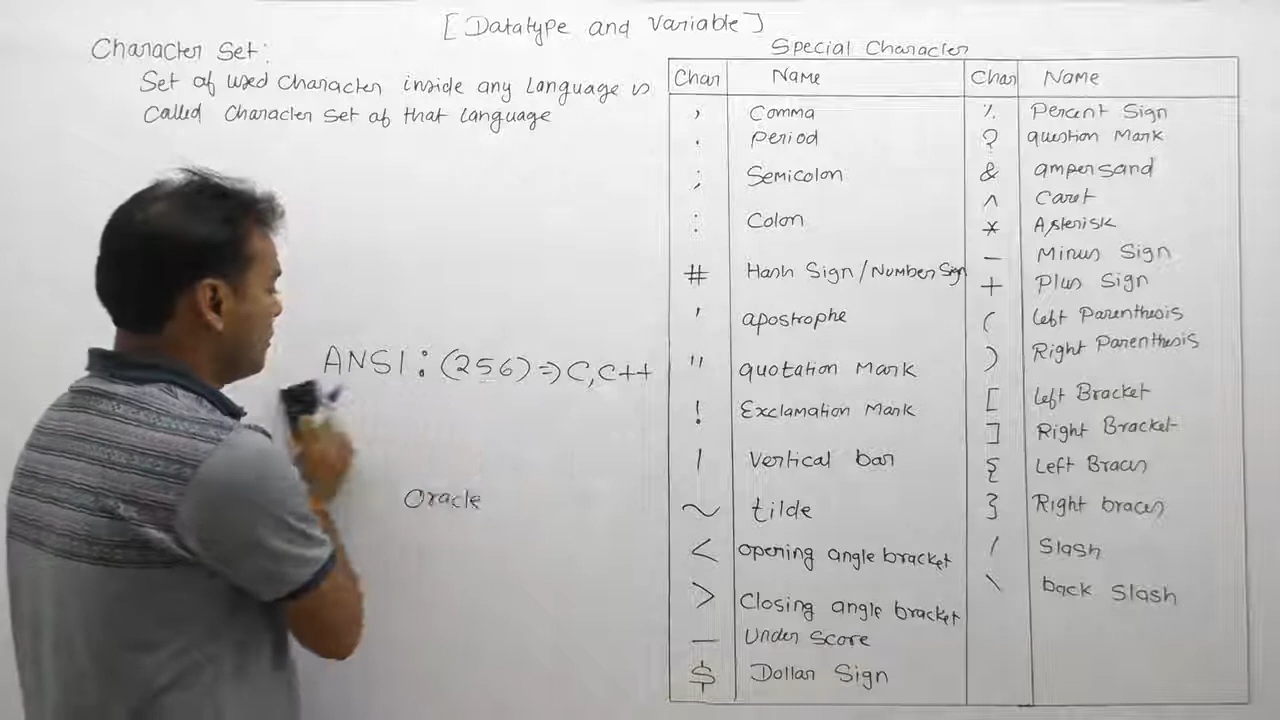 [Datatype and Variable]
Character Set:
Set of used Character inside any Language is
Called Character Set of that Language
ANSI : (256) => C, C++
Oracle
Special Character
Char Name Char Name
, Comma % Percent Sign
. Period ? question Mark
; Semicolon & ampersand
: Colon ^ Caret
# Hash Sign/Number Sign * Asterisk
' apostrophe - Minus Sign
" quotation Mark + Plus Sign
! Exclamation Mark ( Left Parenthesis
| Vertical bar ) Right Parenthesis
~ tilde [ Left Bracket
< opening angle bracket ] Right Bracket
> Closing angle bracket { Left Braces
_ Under Score } Right braces
$ Dollar Sign / Slash
\ back Slash